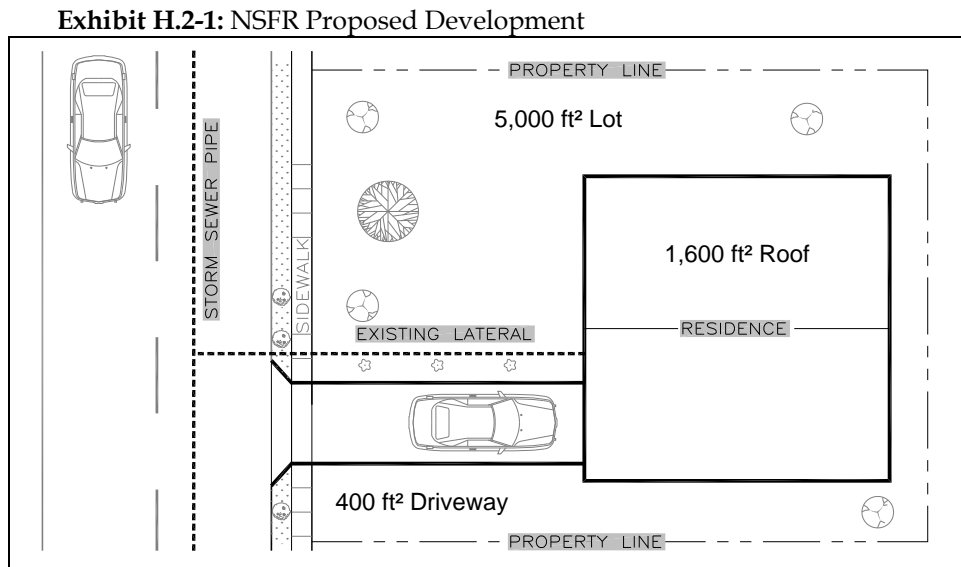 Exhibit H.2-1: NSFR Proposed Development
PROPERTY LINE
5,000 ft² Lot
STORM SEWER PIPE
1,600 ft² Roof
SIDEWALK
EXISTING LATERAL
RESIDENCE
400 ft² Driveway
PROPERTY LINE